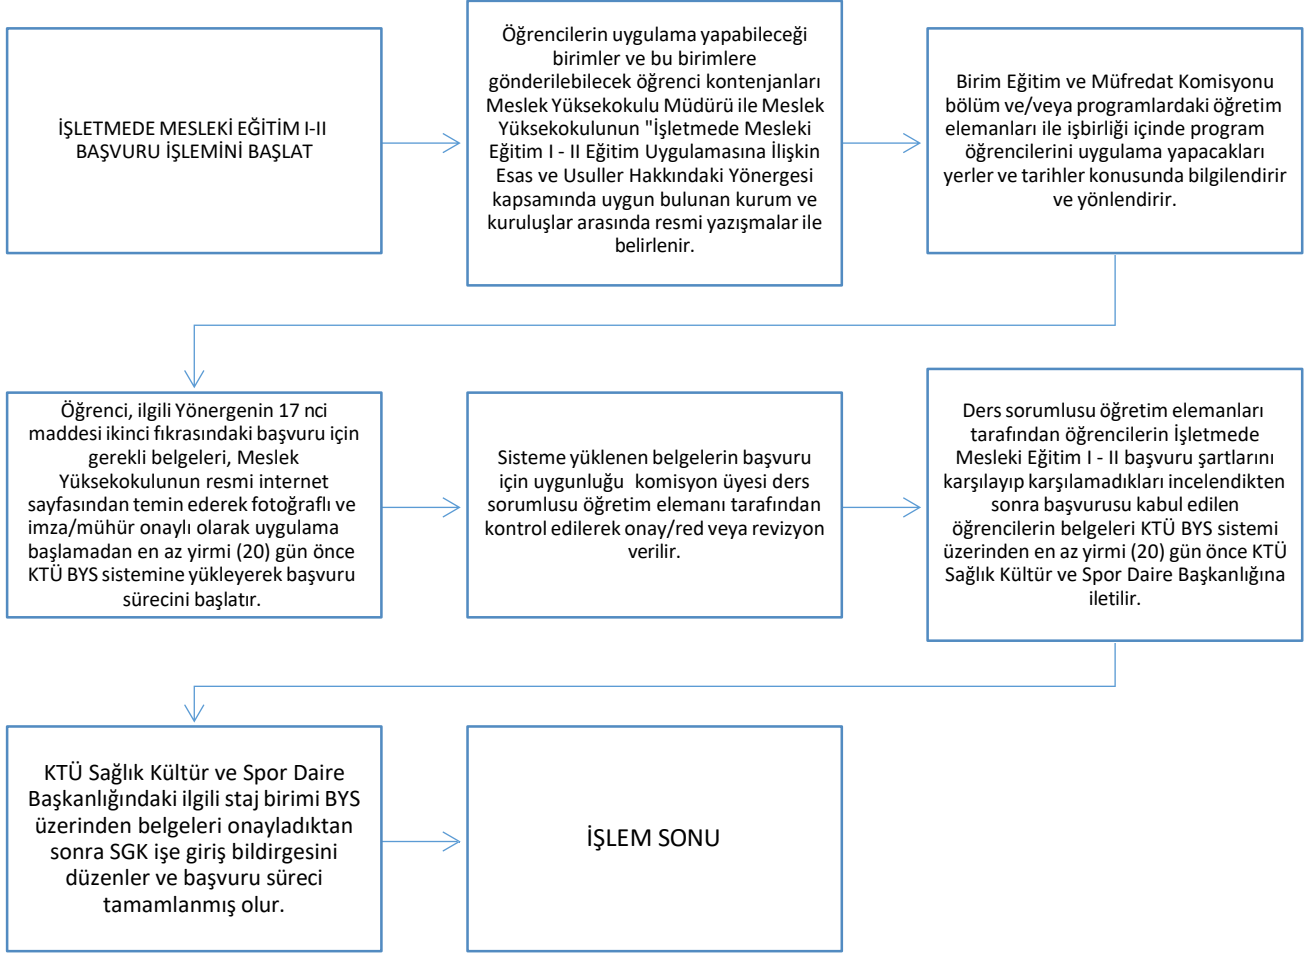 İŞLETMEDE MESLEKİ EĞİTİM I-II
BAŞVURU İŞLEMİNİ BAŞLAT
Öğrencilerin uygulama yapabileceği
birimler ve bu birimlere
gönderilebilecek öğrenci kontenjanları
Meslek Yüksekokulu Müdürü ile Meslek
Yüksekokulunun "İşletmede Mesleki
Eğitim I - II Eğitim Uygulamasına İlişkin
Esas ve Usuller Hakkındaki Yönergesi
kapsamında uygun bulunan kurum ve
kuruluşlar arasında resmi yazışmalar ile
belirlenir.
Birim Eğitim ve Müfredat Komisyonu
bölüm ve/veya programlardaki öğretim
elemanları ile işbirliği içinde program
öğrencilerini uygulama yapacakları
yerler ve tarihler konusunda bilgilendirir
ve yönlendirir.
Öğrenci, ilgili Yönergenin 17 nci
maddesi ikinci fıkrasındaki başvuru için
gerekli belgeleri, Meslek
Yüksekokulunun resmi internet
sayfasından temin ederek fotoğraflı ve
imza/mühür onaylı olarak uygulama
başlamadan en az yirmi (20) gün önce
KTÜ BYS sistemine yükleyerek başvuru
sürecini başlatır.
Sisteme yüklenen belgelerin başvuru
için uygunluğu komisyon üyesi ders
sorumlusu öğretim elemanı tarafından
kontrol edilerek onay/red veya revizyon
verilir.
Ders sorumlusu öğretim elemanları
tarafından öğrencilerin İşletmede
Mesleki Eğitim I - II başvuru şartlarını
karşılayıp karşılamadıkları incelendikten
sonra başvurusu kabul edilen
öğrencilerin belgeleri KTÜ BYS sistemi
üzerinden en az yirmi (20) gün önce KTÜ
Sağlık Kültür ve Spor Daire Başkanlığına
iletilir.
KTÜ Sağlık Kültür ve Spor Daire
Başkanlığındaki ilgili staj birimi BYS
üzerinden belgeleri onayladıktan
sonra SGK işe giriş bildirgesini
düzenler ve başvuru süreci
tamamlanmış olur.
İŞLEM SONU